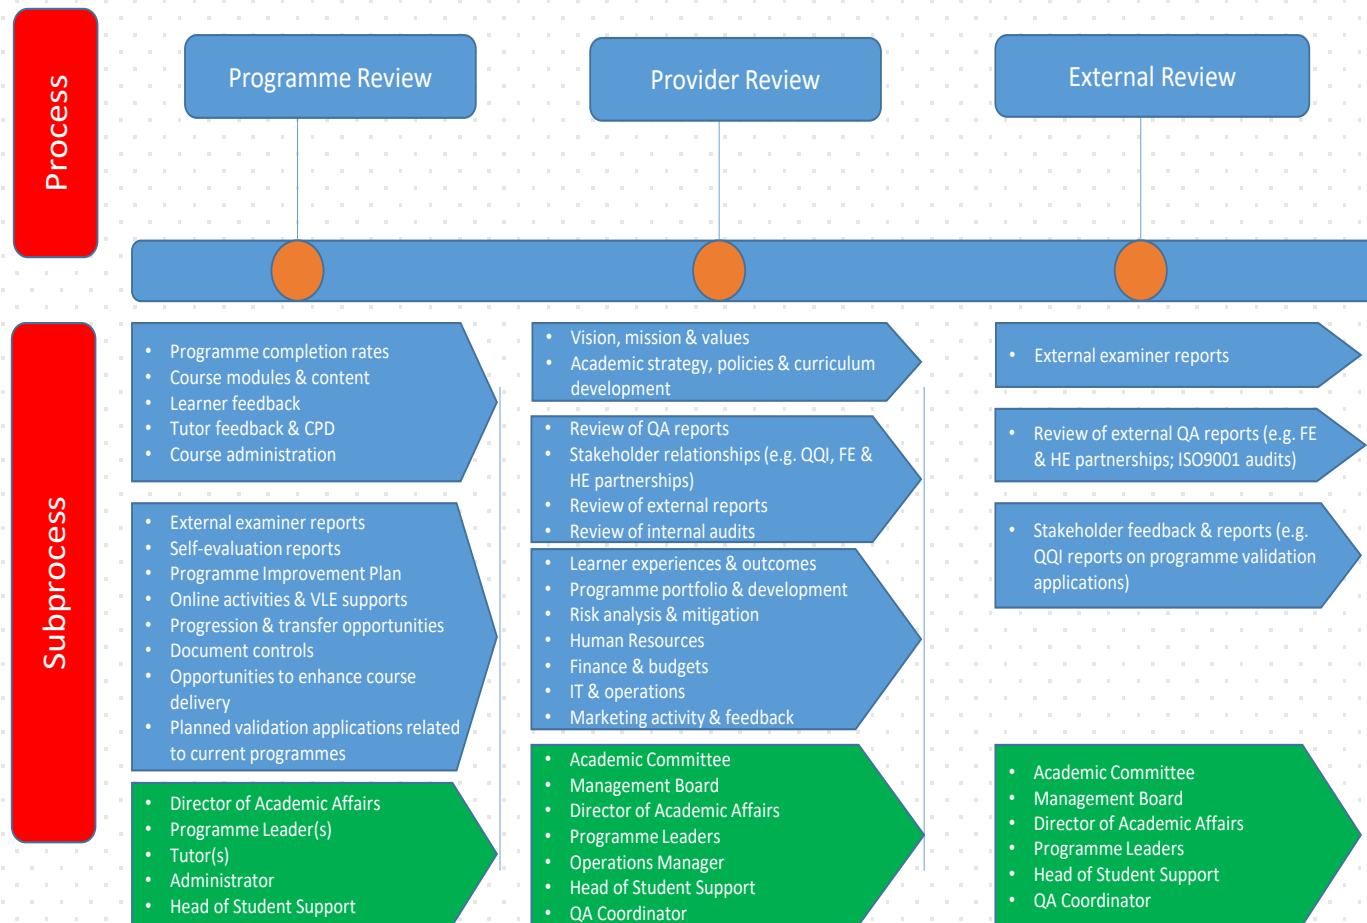 Process
Programme Review
Provider Review
External Review
Subprocess
• Programme completion rates
• Course modules & content
• Learner feedback
• Tutor feedback & CPD
• Course administration
• External examiner reports
• Self-evaluation reports
• Programme Improvement Plan
• Online activities & VLE supports
• Progression & transfer opportunities
• Document controls
• Opportunities to enhance course
delivery
• Planned validation applications related
to current programmes
• Director of Academic Affairs
• Programme Leader(s)
• Tutor(s)
• Administrator
• Head of Student Support
• Vision, mission & values
• Academic strategy, policies & curriculum
development
• Review of QA reports
• Stakeholder relationships (e.g. QQI, FE &
HE partnerships)
• Review of external reports
• Review of internal audits
• Learner experiences & outcomes
• Programme portfolio & development
• Risk analysis & mitigation
• Human Resources
• Finance & budgets
• IT & operations
• Marketing activity & feedback
• Academic Committee
• Management Board
• Director of Academic Affairs
• Programme Leaders
• Operations Manager
• Head of Student Support
• QA Coordinator
• External examiner reports
• Review of external QA reports (e.g. FE
& HE partnerships; ISO9001 audits)
• Stakeholder feedback & reports (e.g.
QQI reports on programme validation
applications)
• Academic Committee
• Management Board
• Director of Academic Affairs
• Programme Leaders
• Head of Student Support
• QA Coordinator